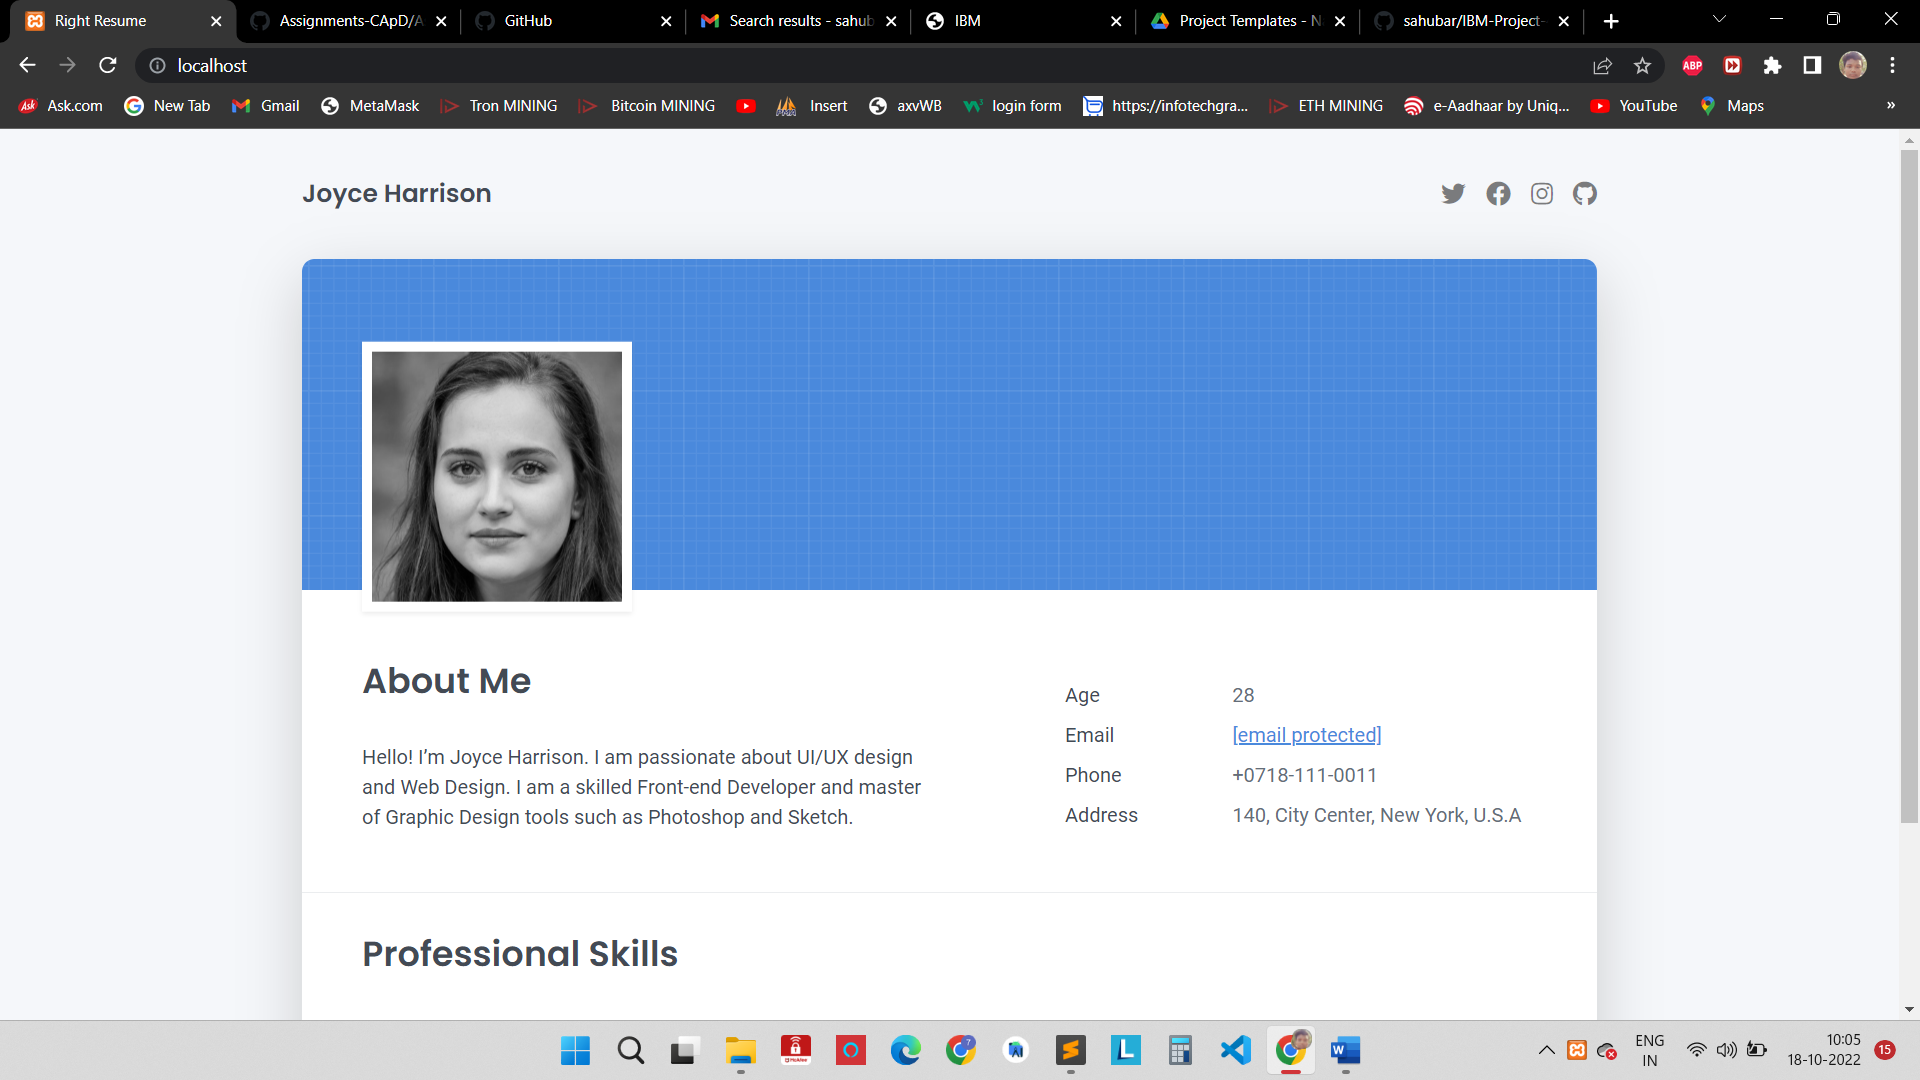 Right Resume
Assignments-CApD/A
GitHub
Search results - sahub
IBM
Project Templates - N
sahubar/IBM-Project-
localhost
ABP
Ask
Ask.com
New Tab
Gmail
MetaMask
Tron MINING
Bitcoin MINING
Insert
axvWB
login form
https://infotechgra...
ETH MINING
e-Aadhaar by Uniq...
YouTube
Maps
»
Joyce Harrison
About Me
Hello! I’m Joyce Harrison. I am passionate about UI/UX design
and Web Design. I am a skilled Front-end Developer and master
of Graphic Design tools such as Photoshop and Sketch.
Age 28
Email [email protected]
Phone +0718-111-0011
Address 140, City Center, New York, U.S.A
Professional Skills
McAfee
7
L
W
ENG
IN
10:05
18-10-2022
15